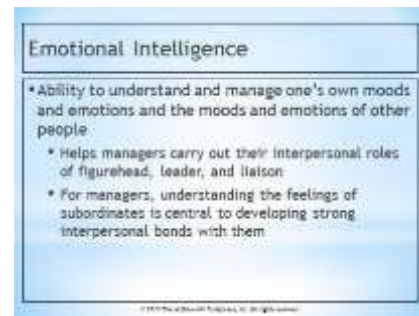 Emotional Intelligence
•Ability to understand and manage one's own moods
and emotions and the moods and emotions of other
people
• Helps managers carry out their interpersonal roles
of figurehead, leader, and liaison
• For managers, understanding the feelings of
subordinates is central to developing strong
interpersonal bonds with them